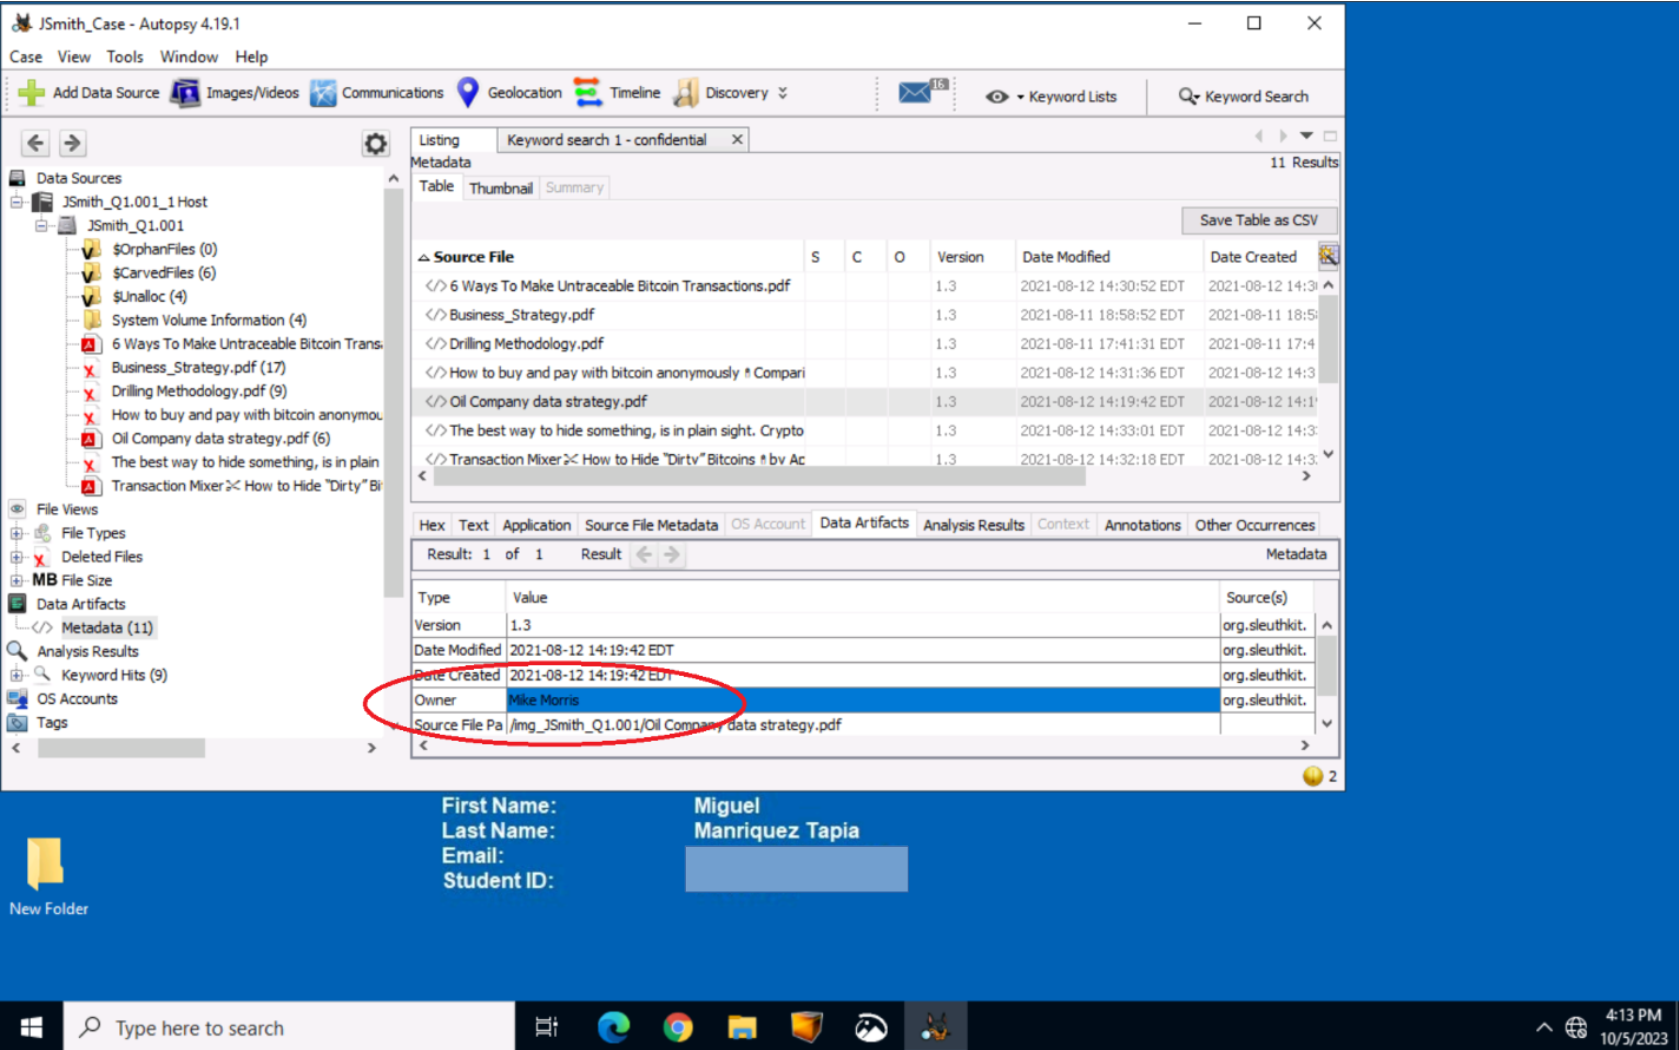 JSmith_Case - Autopsy 4.19.1
Case View Tools Window Help
Add Data Source Images/Videos Communications Geolocation Timeline Discovery 16 Keyword Lists Keyword Search
Listing Keyword search 1 - confidential
Metadata 11 Results
Table Thumbnail Summary
Save Table as CSV
Data Sources
JSmith_Q1.001_1 Host
JSmith_Q1.001
$OrphanFiles (0)
$CarvedFiles (6)
$Unalloc (4)
System Volume Information (4)
6 Ways To Make Untraceable Bitcoin Trans
Business_Strategy.pdf (17)
Drilling Methodology.pdf (9)
How to buy and pay with bitcoin anonymou
Oil Company data strategy.pdf (6)
The best way to hide something, is in plain
Transaction Mixer✂ How to Hide "Dirty" Bi
File Views
File Types
Deleted Files
MB File Size
Data Artifacts
Metadata (11)
Analysis Results
Keyword Hits (9)
OS Accounts
Tags
Source File S C O Version Date Modified Date Created
6 Ways To Make Untraceable Bitcoin Transactions.pdf 1.3 2021-08-12 14:30:52 EDT 2021-08-12 14:30
Business_Strategy.pdf 1.3 2021-08-11 18:58:52 EDT 2021-08-11 18:58
Drilling Methodology.pdf 1.3 2021-08-11 17:41:31 EDT 2021-08-11 17:4
How to buy and pay with bitcoin anonymously Compari 1.3 2021-08-12 14:31:36 EDT 2021-08-12 14:3
Oil Company data strategy.pdf 1.3 2021-08-12 14:19:42 EDT 2021-08-12 14:1
The best way to hide something, is in plain sight. Crypto 1.3 2021-08-12 14:33:01 EDT 2021-08-12 14:3
Transaction Mixer✂ How to Hide "Dirty" Bitcoins by Ap 1.3 2021-08-12 14:32:18 EDT 2021-08-12 14:3
Hex Text Application Source File Metadata OS Account Data Artifacts Analysis Results Context Annotations Other Occurrences
Result: 1 of 1 Result Metadata
Type Value Source(s)
Version 1.3 org.sleuthkit.
Date Modified 2021-08-12 14:19:42 EDT org.sleuthkit.
Date Created 2021-08-12 14:19:42 EDT org.sleuthkit.
Owner Mike Morris org.sleuthkit.
Source File Pa /img_JSmith_Q1.001/Oil Company data strategy.pdf
2
First Name: Miguel
Last Name: Manriquez Tapia
Email:
Student ID:
New Folder
Type here to search
4:13 PM
10/5/2023